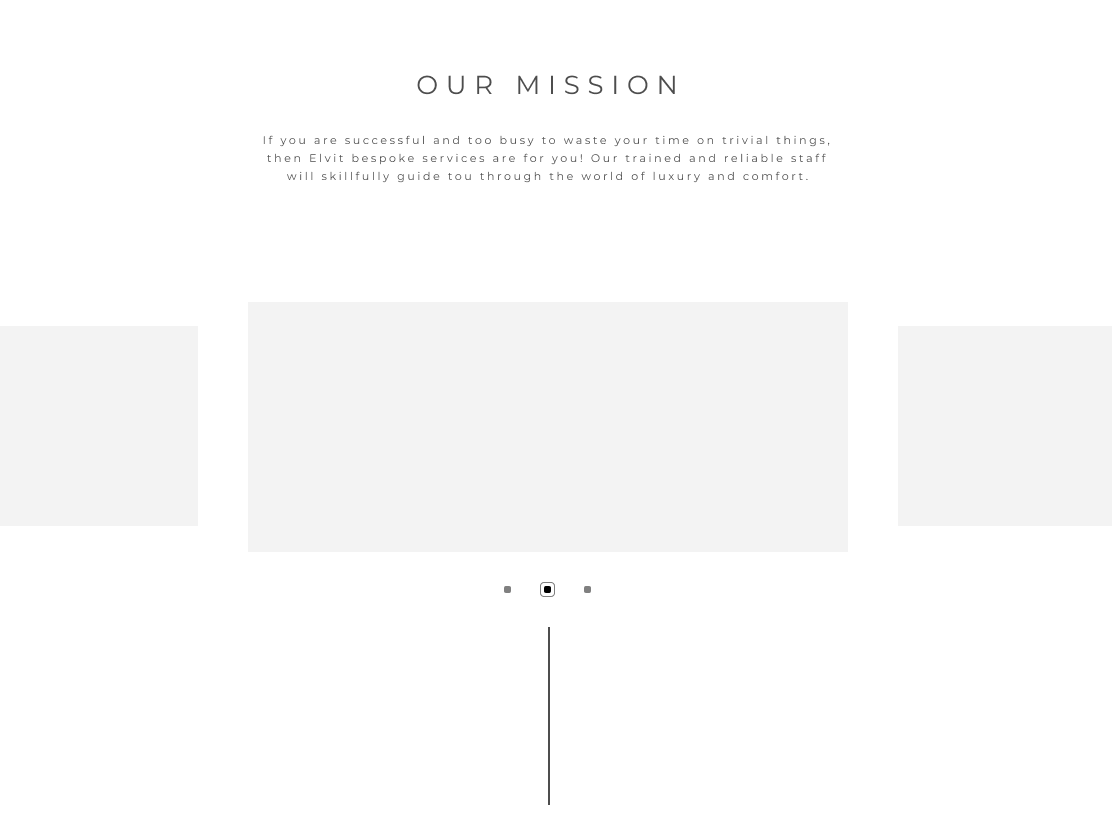 OUR MISSION
If you are successful and too busy to waste your time on trivial things,
then Elvit bespoke services are for you! Our trained and reliable staff
will skillfully guide tou through the world of luxury and comfort.